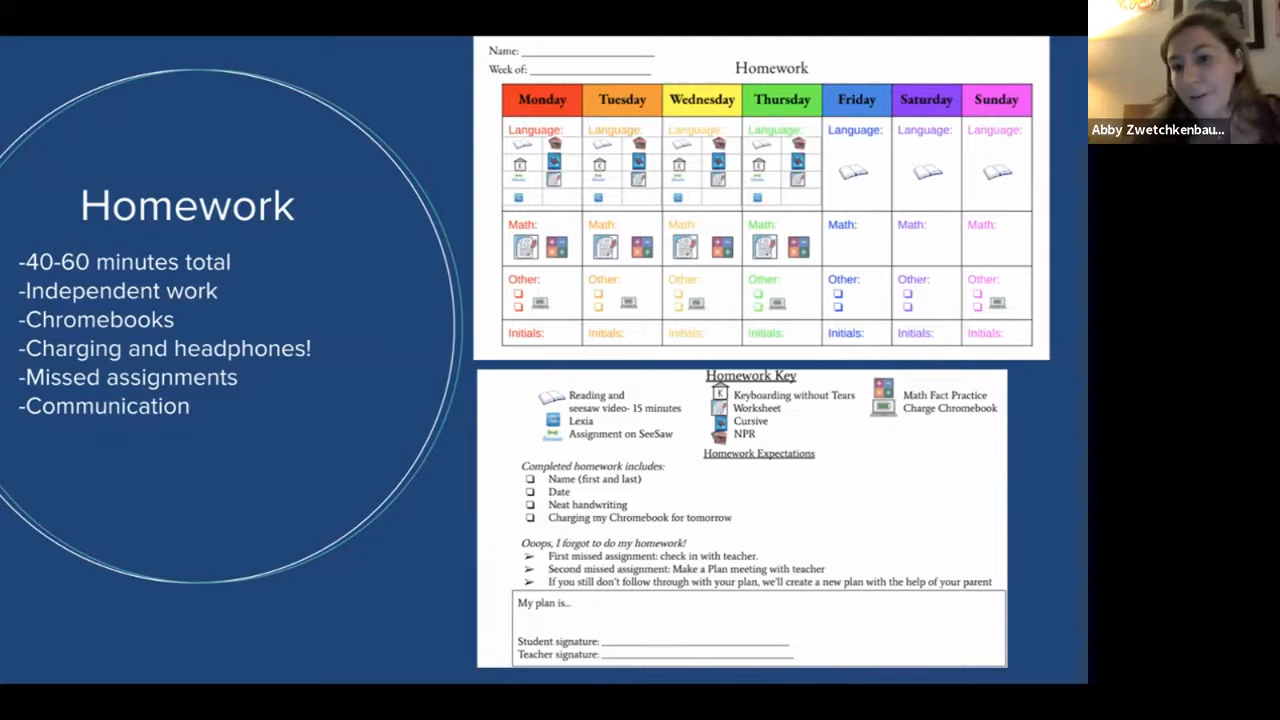 Homework
-40-60 minutes total
-Independent work
-Chromebooks
-Charging and headphones!
-Missed assignments
-Communication
Name:
Week of:
Homework
Monday Tuesday Wednesday Thursday Friday Saturday Sunday
Language: Language: Language: Language: Language: Language: Language:
Math: Math: Math: Math: Math: Math: Math:
Other: Other: Other: Other: Other: Other: Other:
Initials: Initials: Initials: Initials: Initials: Initials: Initials:
Homework Key
Reading and
seesaw video- 15 minutes
Lexia
Assignment on SeeSaw
K
Keyboarding without Tears
Worksheet
Cursive
NPR
Math Fact Practice
Charge Chromebook
Homework Expectations
Completed homework includes:
Name (first and last)
Date
Neat handwriting
Charging my Chromebook for tomorrow
Ooops, I forgot to do my homework!
First missed assignment: check in with teacher.
Second missed assignment: Make a Plan meeting with teacher
If you still don't follow through with your plan, we'll create a new plan with the help of your parent
My plan is...
Student signature:
Teacher signature:
Abby Zwetchkenbau...